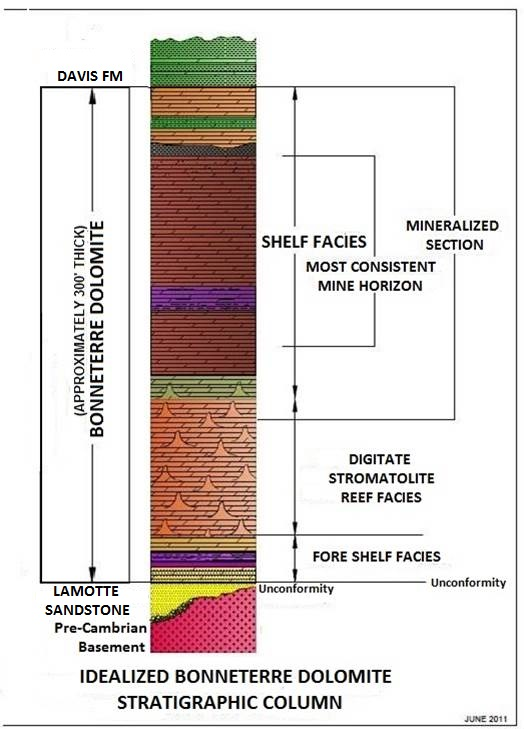 DAVIS FM
(APPROXIMATELY 300' THICK)
BONNETERRE DOLOMITE
SHELF FACIES
MINERALIZED
SECTION
MOST CONSISTENT
MINE HORIZON
DIGITATE
STROMATOLITE
REEF FACIES
FORE SHELF FACIES
Unconformity
Unconformity
LAMOTTE
SANDSTONE
Pre-Cambrian
Basement
IDEALIZED BONNETERRE DOLOMITE
STRATIGRAPHIC COLUMN
JUNE 2011